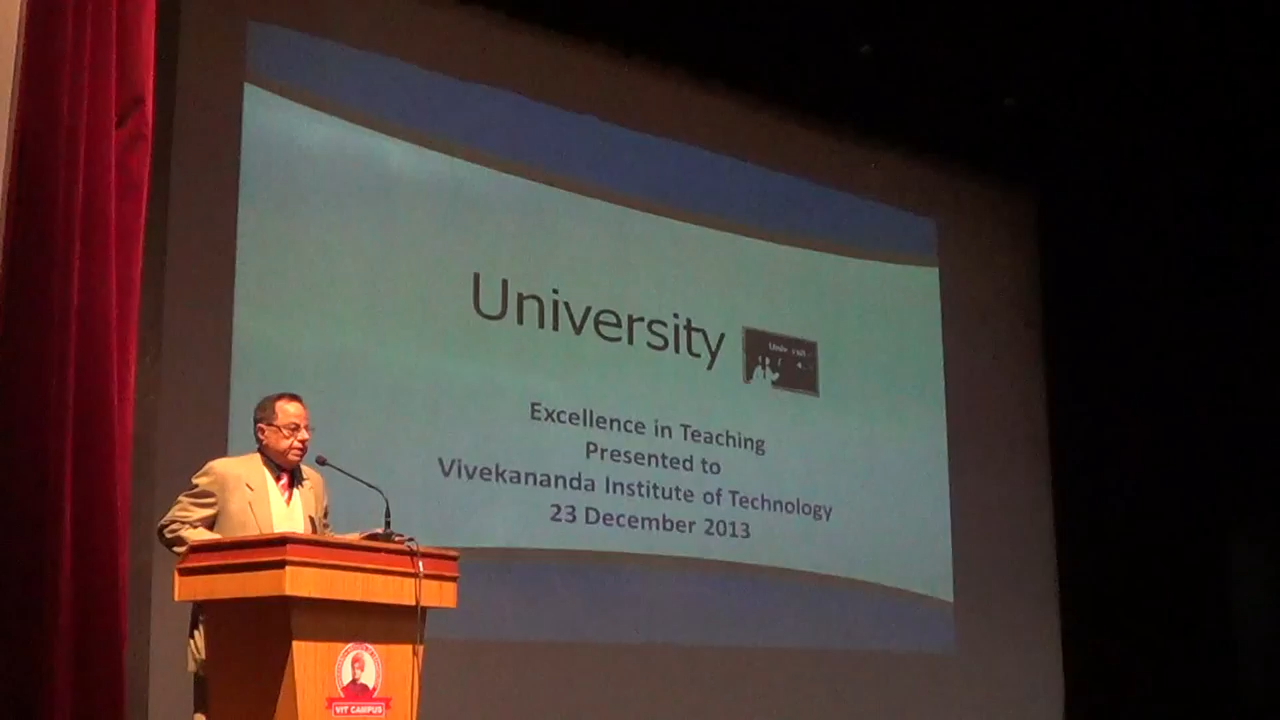 University
Excellence in Teaching
Presented to
Vivekananda Institute of Technology
23 December 2013
VIT CAMPUS